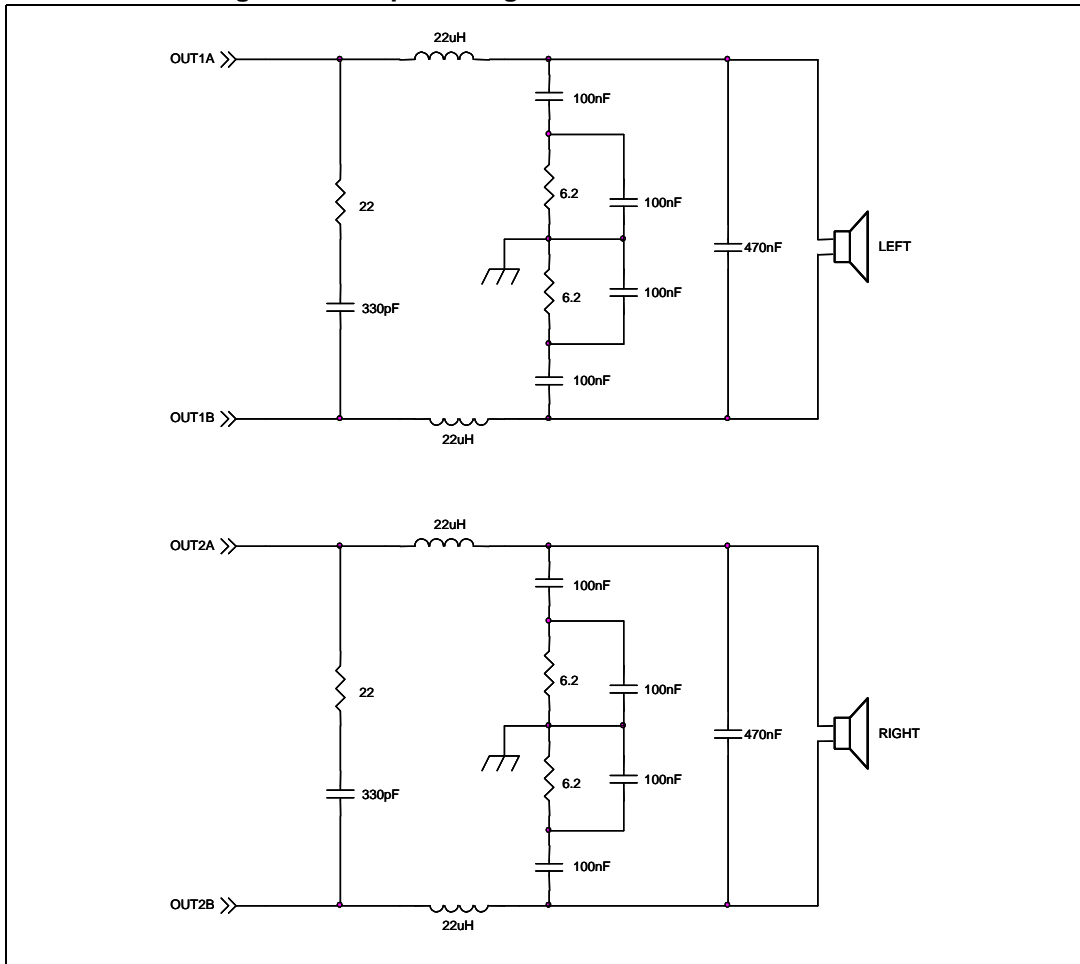 22uH
OUT1A
100nF
6.2
100nF
22
470nF
LEFT
100nF
6.2
330pF
100nF
OUT1B
22uH
22uH
OUT2A
100nF
6.2
100nF
22
470nF
RIGHT
100nF
6.2
330pF
100nF
OUT2B
22uH